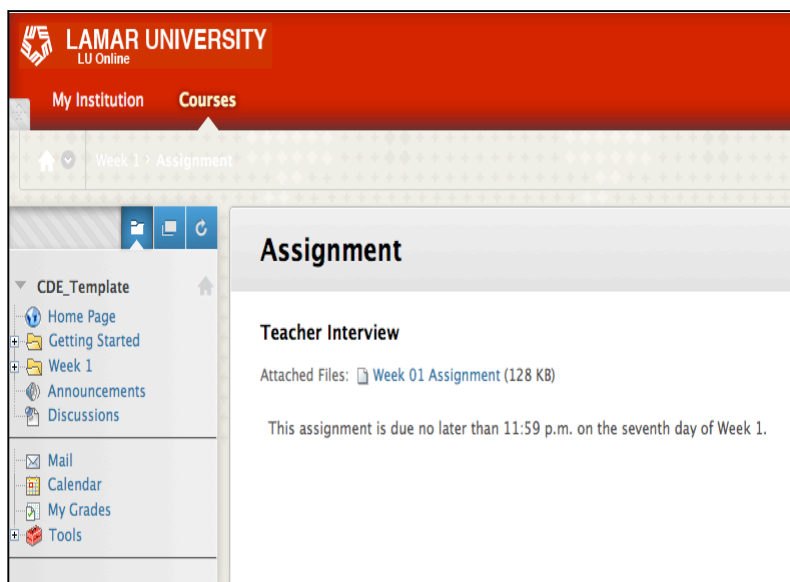 LAMAR UNIVERSITY
LU Online
My Institution Courses
Week 1 > Assignment
CDE_Template
Home Page
Getting Started
Week 1
Announcements
Discussions
Mail
Calendar
My Grades
Tools
Assignment
Teacher Interview
Attached Files: Week 01 Assignment (128 KB)
This assignment is due no later than 11:59 p.m. on the seventh day of Week 1.